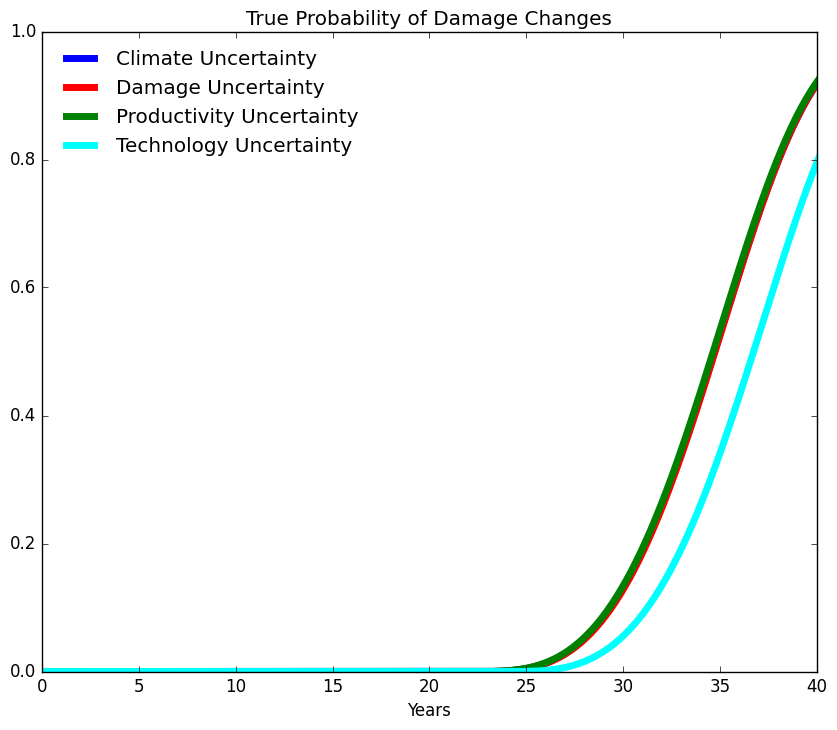 True Probability of Damage Changes
1.0
Climate Uncertainty
Damage Uncertainty
Productivity Uncertainty
Technology Uncertainty
0.8
0.6
0.4
0.2
0.0
0 5 10 15 20 25 30 35 40
Years